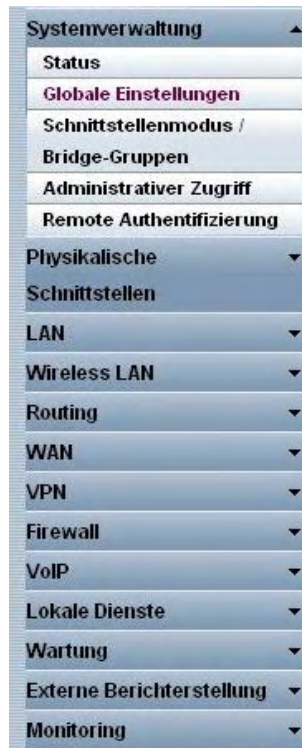 Systemverwaltung
Status
Globale Einstellungen
Schnittstellenmodus /
Bridge-Gruppen
Administrativer Zugriff
Remote Authentifizierung
Physikalische
Schnittstellen
LAN
Wireless LAN
Routing
WAN
VPN
Firewall
VoIP
Lokale Dienste
Wartung
Externe Berichterstellung
Monitoring